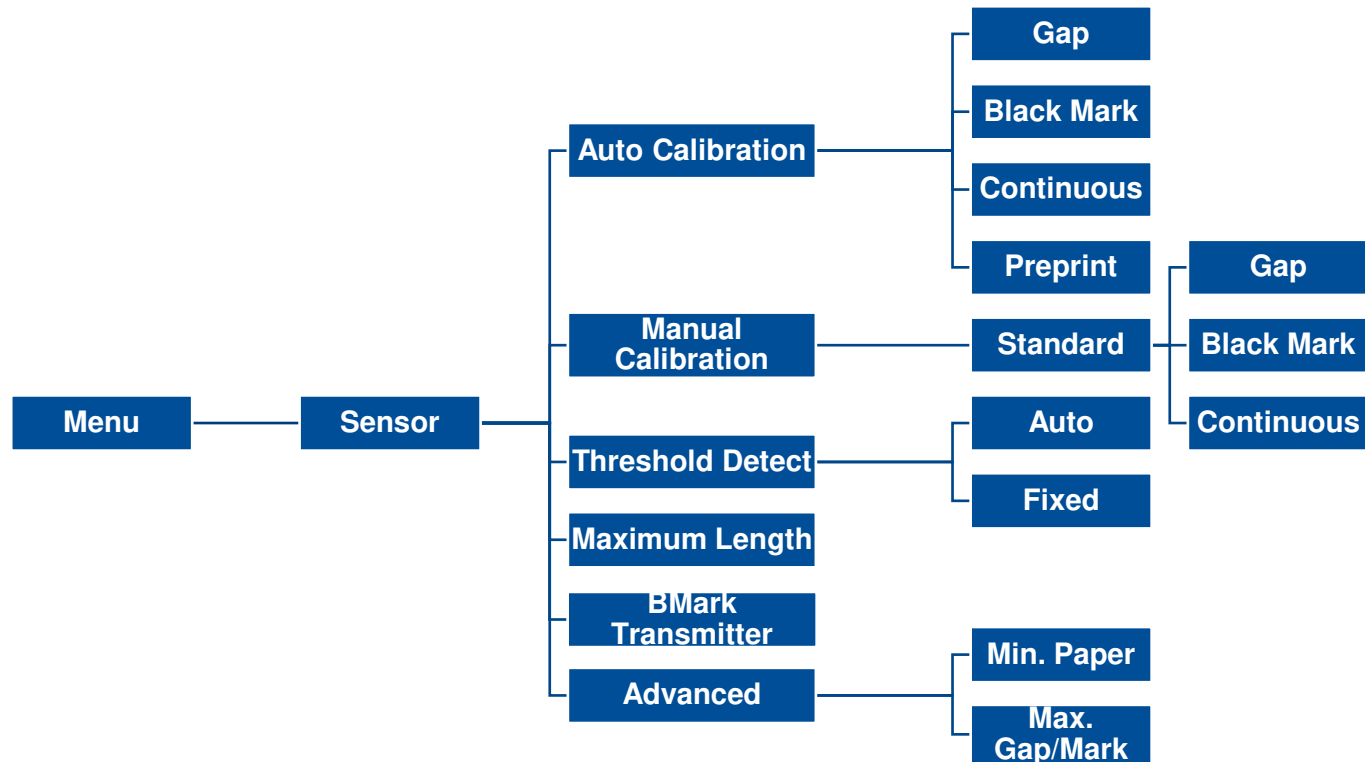 Menu
Sensor
Auto Calibration
Gap
Black Mark
Continuous
Preprint
Manual
Calibration
Standard
Gap
Black Mark
Continuous
Threshold Detect
Auto
Fixed
Maximum Length
BMark
Transmitter
Advanced
Min. Paper
Max.
Gap/Mark